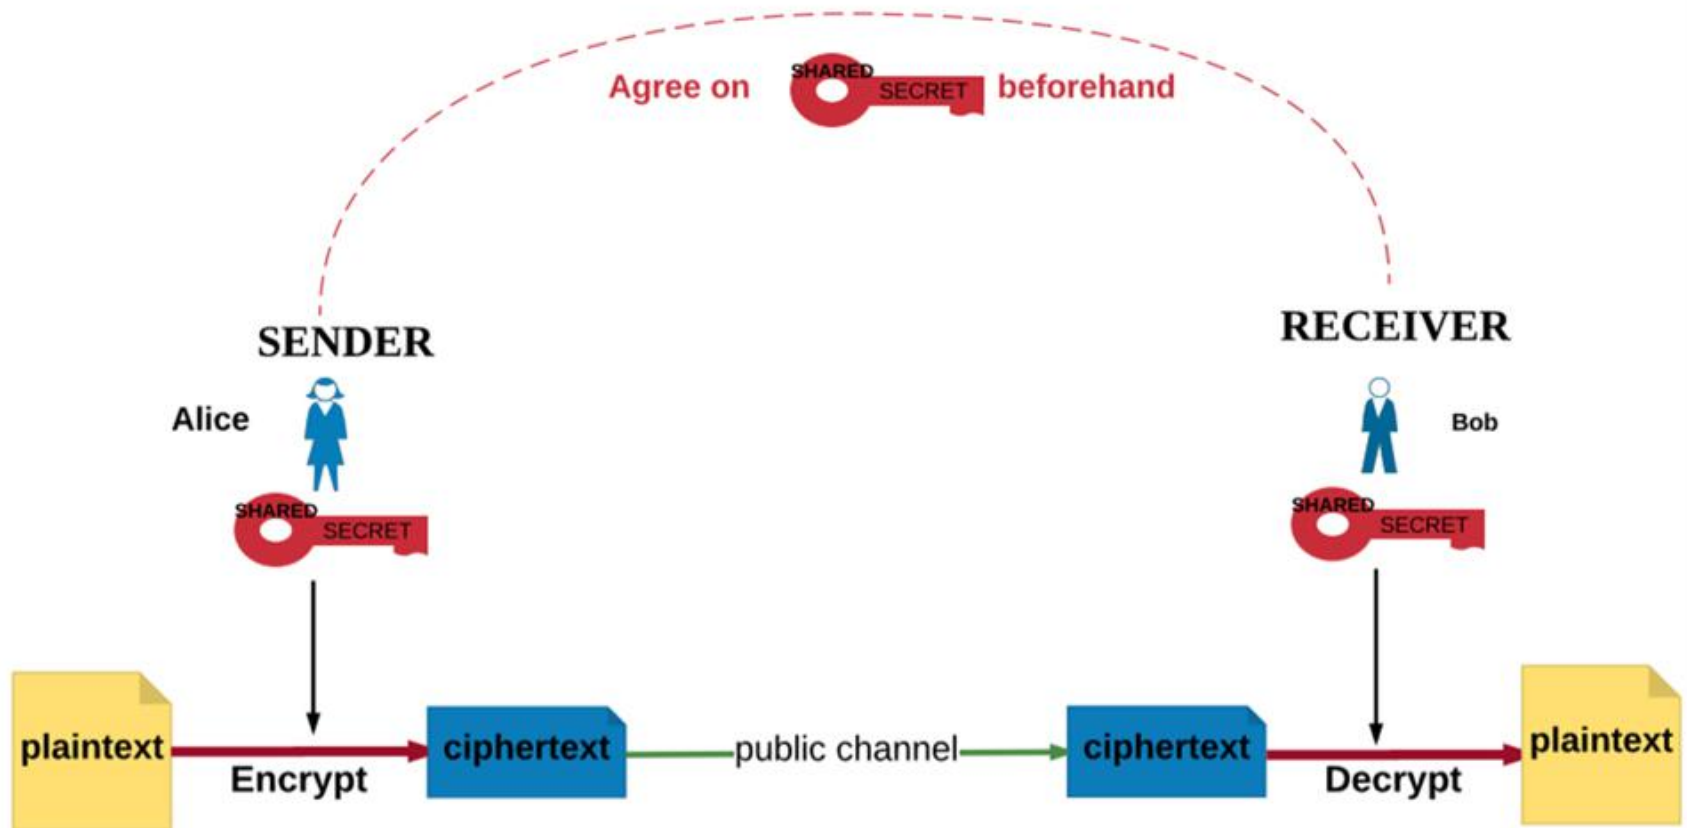 Agree on SHARED SECRET beforehand
SENDER
RECEIVER
Alice
Bob
SHARED
SECRET
SHARED
SECRET
plaintext
Encrypt
ciphertext
public channel
ciphertext
Decrypt
plaintext